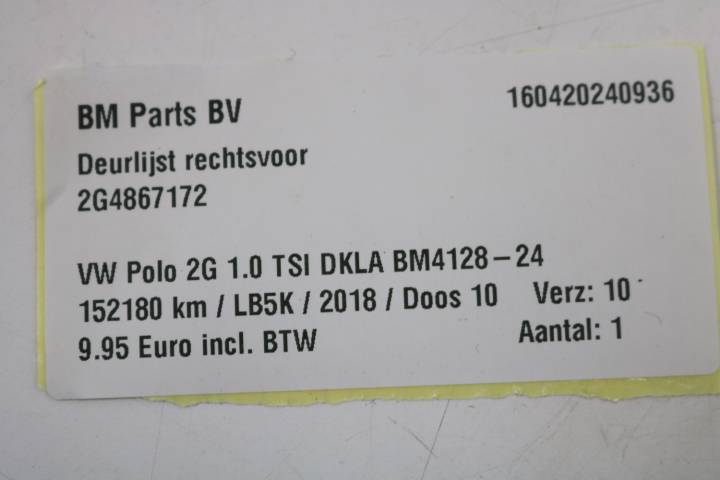 BM Parts BV 160420240936
Deurlijst rechtsvoor
2G4867172
VW Polo 2G 1.0 TSI DKLA BM4128-24
152180 km / LB5K / 2018 / Doos 10 Verz: 10
9.95 Euro incl. BTW Aantal: 1